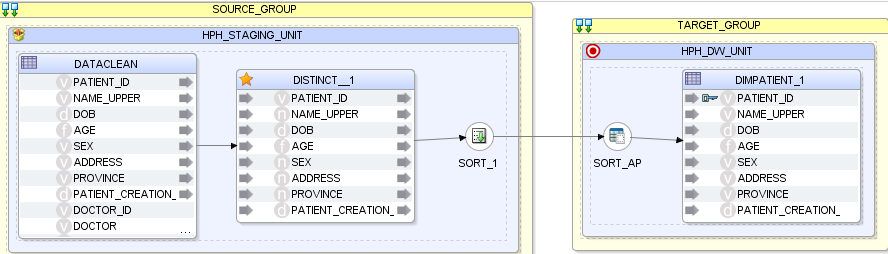 SOURCE_GROUP
HPH_STAGING_UNIT
DATACLEAN
v PATIENT_ID
v NAME_UPPER
d DOB
f AGE
v SEX
v ADDRESS
v PROVINCE
d PATIENT_CREATION_
v DOCTOR_ID
v DOCTOR
...
DISTINCT__1
v PATIENT_ID
n NAME_UPPER
d DOB
f AGE
n SEX
n ADDRESS
n PROVINCE
d PATIENT_CREATION_
SORT_1
TARGET_GROUP
HPH_DW_UNIT
SORT_AP
DIMPATIENT_1
v PATIENT_ID
v NAME_UPPER
d DOB
f AGE
v SEX
v ADDRESS
v PROVINCE
d PATIENT_CREATION_